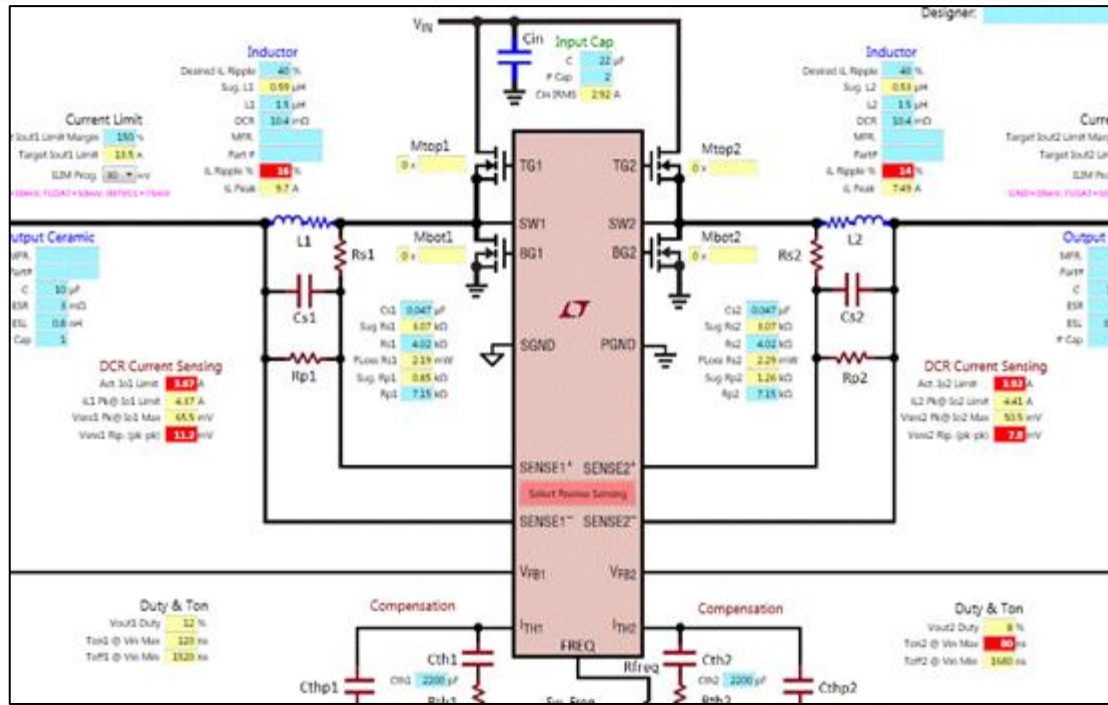 Designer:
VIN
Cin
Input Cap
C 22 µF
# Cap 2
Cin IRMS 2.92 A
Inductor
Desired iL Ripple 40 %
Sug. L1 0.59 µH
L1 1.5 µH
DCR 10.4 mΩ
MFR.
Part #
iL Ripple % 16 %
iL Peak 9.7 A
Inductor
Desired iL Ripple 40 %
Sug. L2 0.53 µH
L2 1.5 µH
DCR 10.4 mΩ
MFR.
Part#
iL Ripple % 14 %
iL Peak 7.49 A
Current Limit
Iout1 Limit Margin 150 %
Target Iout1 Limit 13.5 A
ILIM Prog. 30 mV
Target Iout2 Limit
ILIM
Mtop1
0 x
Mtop2
0 x
TG1
TG2
SW1
SW2
L1
Rs1
Mbot1
0 x
BG1
BG2
Mbot2
0 x
Rs2
L2
utput Ceramic
MFR.
Part#
C 10 µF
ESR 3 mΩ
ESL 0.6 nH
Cap 1
Output
MFR.
Part#
C
ESR
ESL
# Cap
Cs1
Cs2
Cs1 0.047 µF
Sug Rs1 3.07 kΩ
Rs1 4.02 kΩ
PLoss Rs1 2.19 mW
Sug. Rp1 0.85 kΩ
Rp1 7.15 kΩ
Cs2 0.047 µF
Sug Rs2 3.07 kΩ
Rs2 4.02 kΩ
PLoss Rs2 2.29 mW
Sug Rp2 1.26 kΩ
Rp2 7.15 kΩ
SGND
PGND
Rp1
Rp2
DCR Current Sensing
Act. Io1 Limit 3.87 A
iL1 Pk@ Io1 Limit 4.37 A
Vsns1 Pk@ Io1 Max 65.5 mV
Vsns1 Rip. (pk pk) 11.2 mV
DCR Current Sensing
Act. Io2 Limit 3.92 A
iL2 Pk@ Io2 Limit 4.41 A
Vsns2 Pk@ Io2 Max 50.5 mV
Vsns2 Rip. (pk pk) 7.8 mV
SENSE1+
SENSE2+
Select Rsense Sensing
SENSE1−
SENSE2−
VFB1
VFB2
Duty & Ton
Vout1 Duty 12 %
Ton1 @ Vin Max 120 ns
Toff1 @ Vin Min 1520 ns
Compensation
ITH1
ITH2
FREQ
Compensation
Duty & Ton
Vout2 Duty 8 %
Ton2 @ Vin Max 80 ns
Toff2 @ Vin Min 1680 ns
Cth1
Cth1 2200 pF
Cthp1
Rfreq
Cth2
Cth2 2200 pF
Cthp2